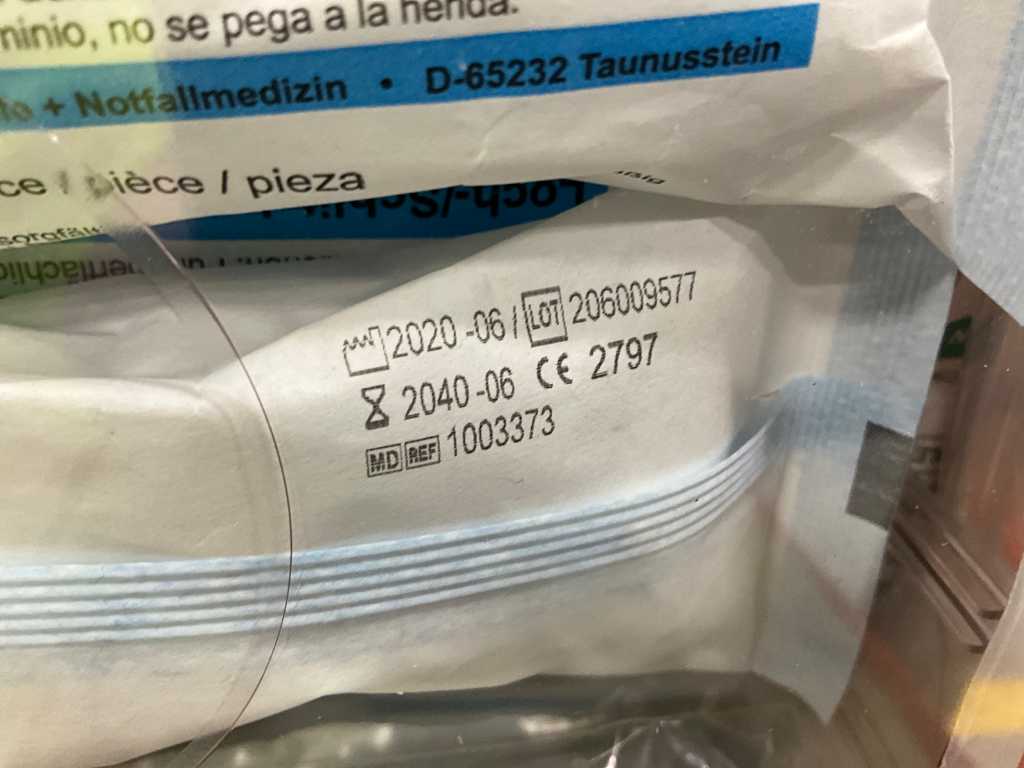 minio, no se pega a la herida.
+ Notfallmedizin • D-65232 Taunusstein
ce / pièce / pieza
2020-06 / LOT 206009577
2040-06 CE 2797
MD REF 1003373